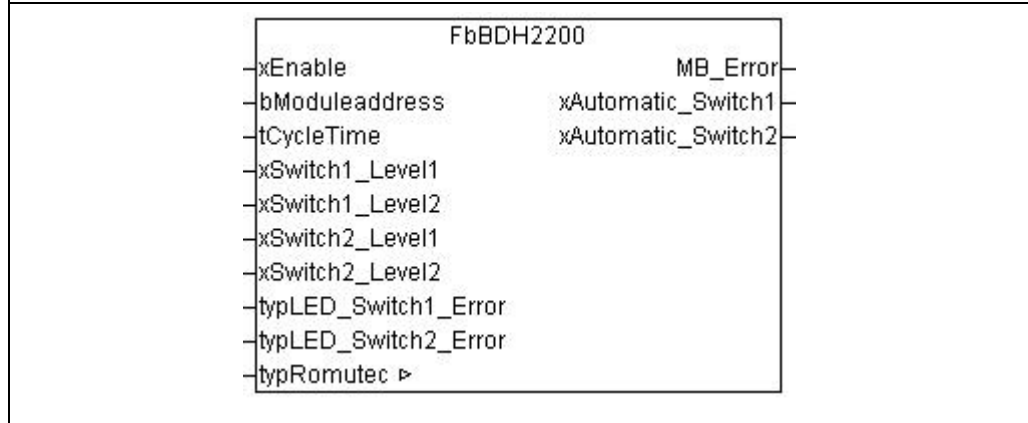 FbBDH2200
xEnable MB_Error
bModuleaddress xAutomatic_Switch1
tCycleTime xAutomatic_Switch2
xSwitch1_Level1
xSwitch1_Level2
xSwitch2_Level1
xSwitch2_Level2
typLED_Switch1_Error
typLED_Switch2_Error
typRomutec ▹